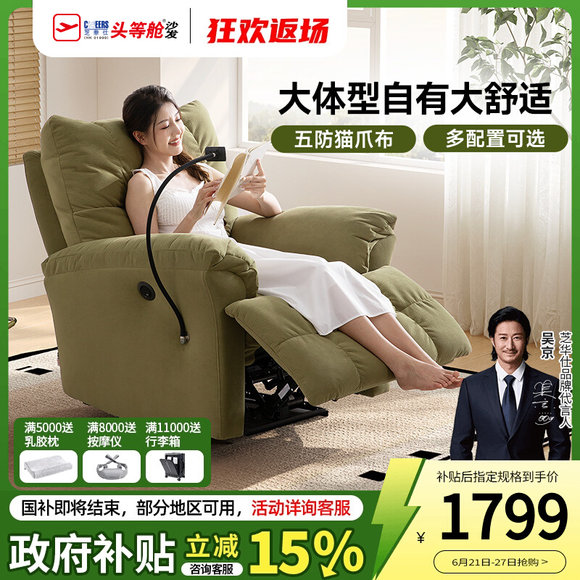 CHEERS
芝华仕
头等舱沙发
狂欢返场
大体型自有大舒适
五防猫爪布
多配置可选
吴京
芝华仕品牌代言人
满5000送
乳胶枕
满8000送
按摩仪
满11000送
行李箱
国补即将结束，部分地区可用，活动详询客服
政府补贴
立减
咨询客服
15%
补贴后指定规格到手价
¥1799
6月21日-27日抢购 >